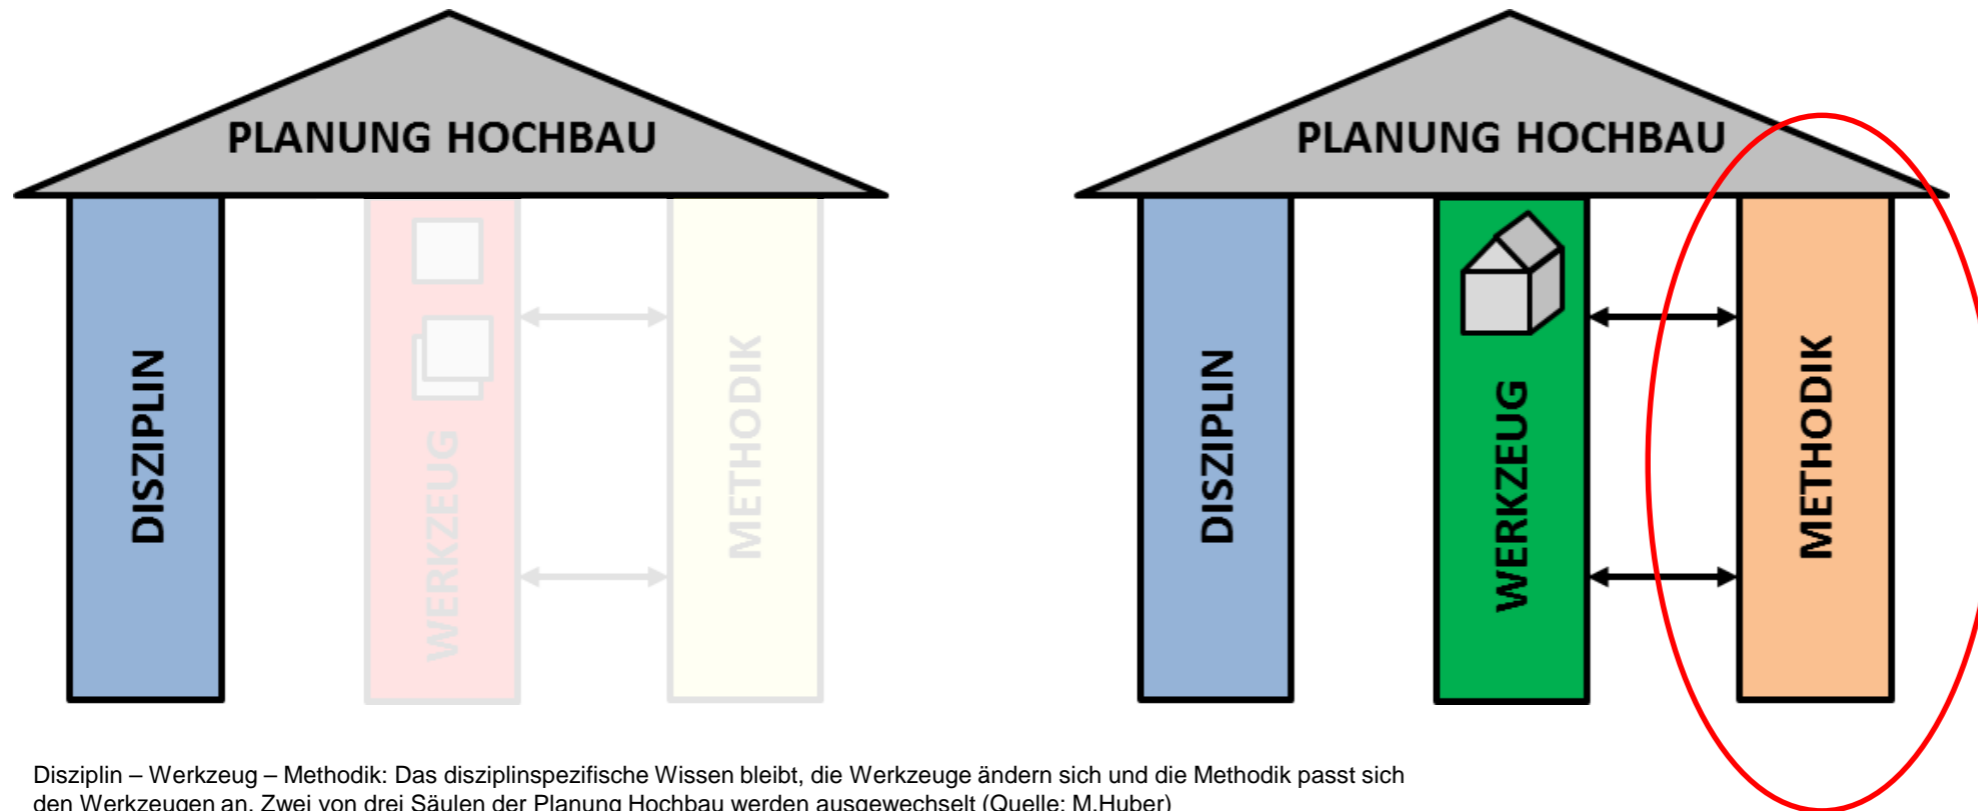 PLANUNG HOCHBAU
DISZIPLIN
WERKZEUG
METHODIK
PLANUNG HOCHBAU
DISZIPLIN
WERKZEUG
METHODIK
Disziplin – Werkzeug – Methodik: Das disziplinspezifische Wissen bleibt, die Werkzeuge ändern sich und die Methodik passt sich
den Werkzeugen an. Zwei von drei Säulen der Planung Hochbau werden ausgewechselt (Quelle: M.Huber)